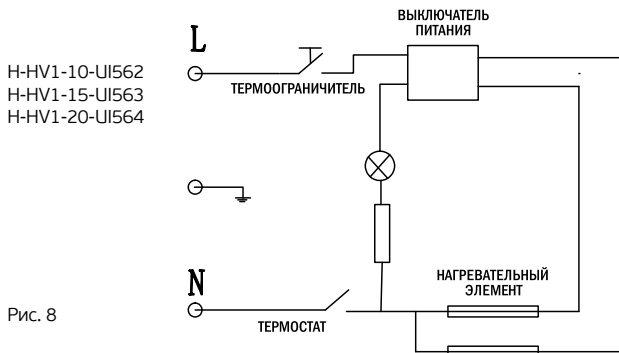 ВЫКЛЮЧАТЕЛЬ
ПИТАНИЯ
L
H-HV1-10-UI562
H-HV1-15-UI563
H-HV1-20-UI564
ТЕРМООГРАНИЧИТЕЛЬ
N
НАГРЕВАТЕЛЬНЫЙ
ЭЛЕМЕНТ
Рис. 8
ТЕРМОСТАТ